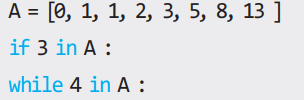 A = [0, 1, 1, 2, 3, 5, 8, 13 ]
if 3 in A :
while 4 in A :